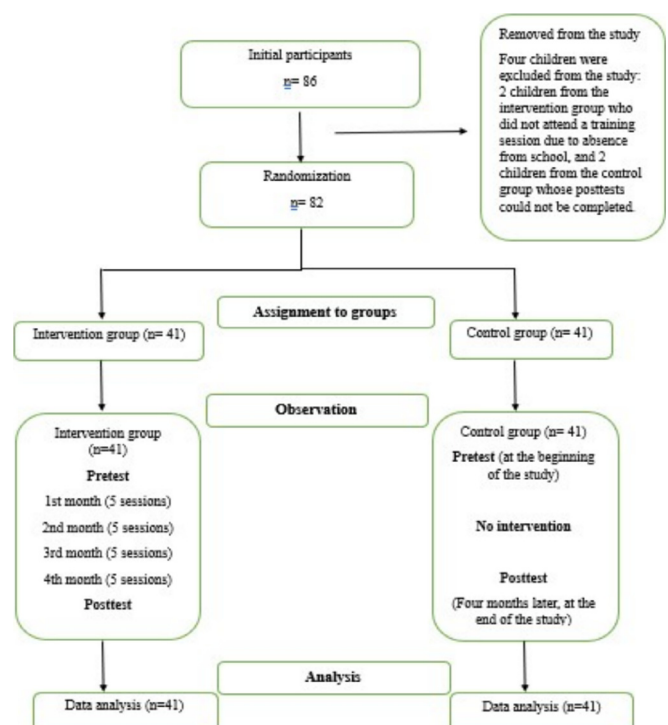 Initial participants
n= 86
Removed from the study
Four children were
excluded from the study:
2 children from the
intervention group who
did not attend a training
session due to absence
from school, and 2
children from the control
group whose posttests
could not be completed.
Randomization
n= 82
Assignment to groups
Intervention group (n= 41)
Control group (n= 41)
Observation
Intervention group
(n=41)
Pretest
1st month (5 sessions)
2nd month (5 sessions)
3rd month (5 sessions)
4th month (5 sessions)
Posttest
Control group (n= 41)
Pretest (at the beginning
of the study)
No intervention
Posttest
(Four months later, at the
end of the study)
Analysis
Data analysis (n=41)
Data analysis (n=41)